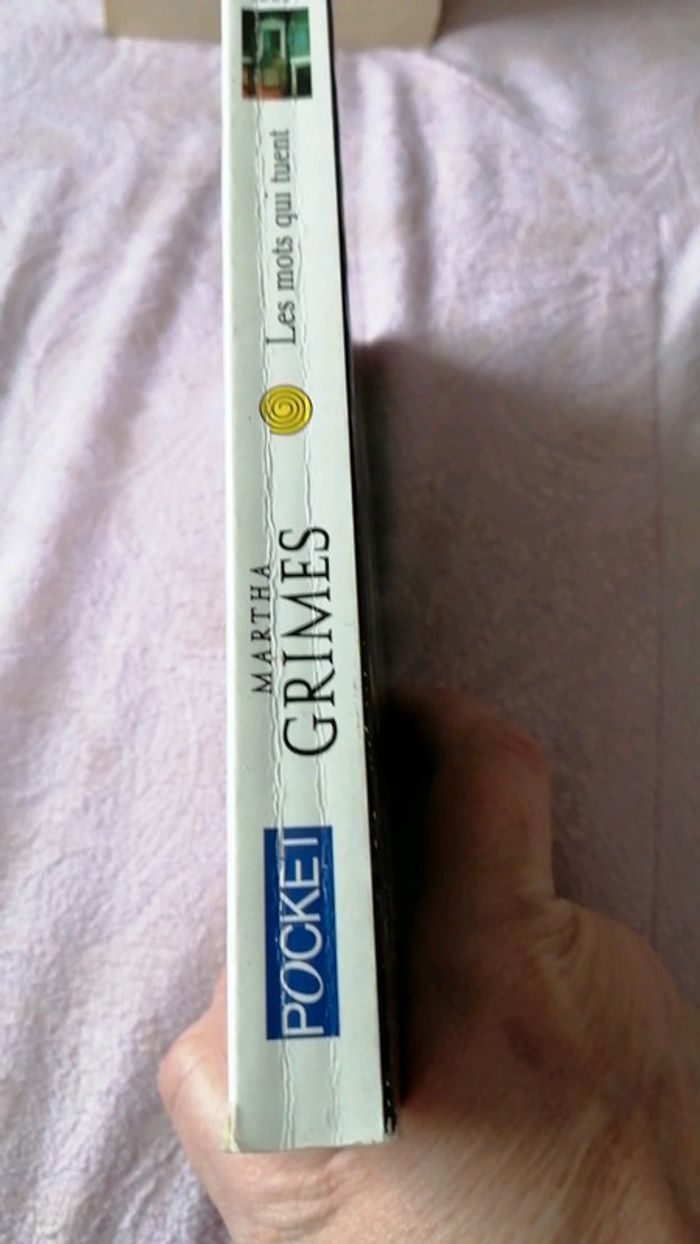 POCKET
MARTHA
GRIMES
Les mots qui tuent